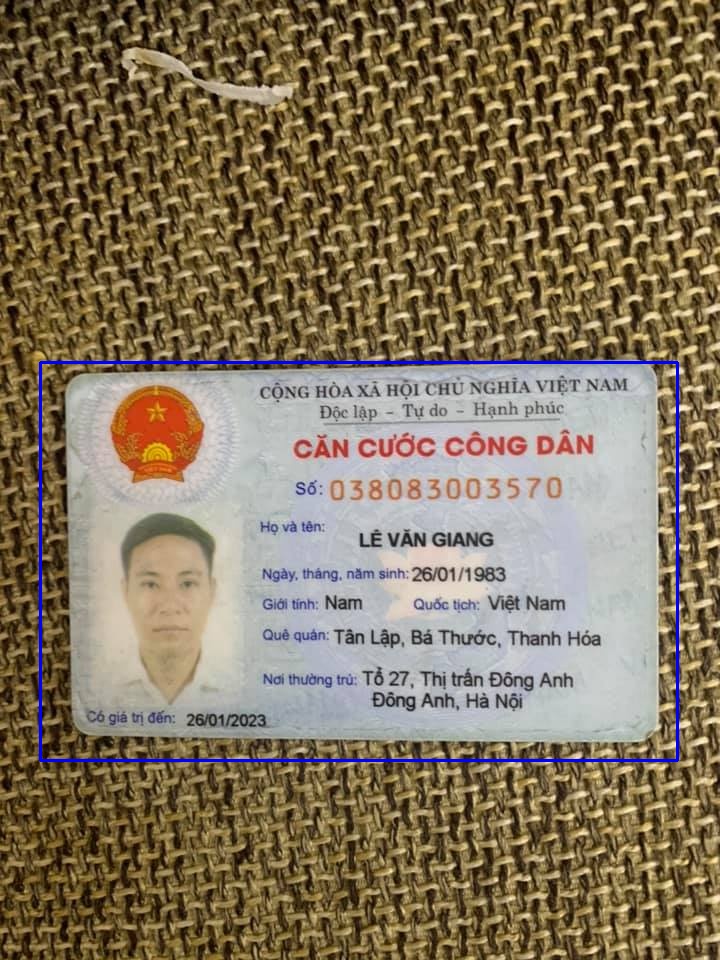 CỘNG HÒA XÃ HỘI CHỦ NGHĨA VIỆT NAM
Độc lập - Tự do - Hạnh phúc
CĂN CƯỚC CÔNG DÂN
Số: 038083003570
Họ và tên:
LÊ VĂN GIANG
Ngày, tháng, năm sinh: 26/01/1983
Giới tính: Nam Quốc tịch: Việt Nam
Quê quán: Tân Lập, Bá Thước, Thanh Hóa
Nơi thường trú: Tổ 27, Thị trấn Đông Anh
Đông Anh, Hà Nội
Có giá trị đến: 26/01/2023